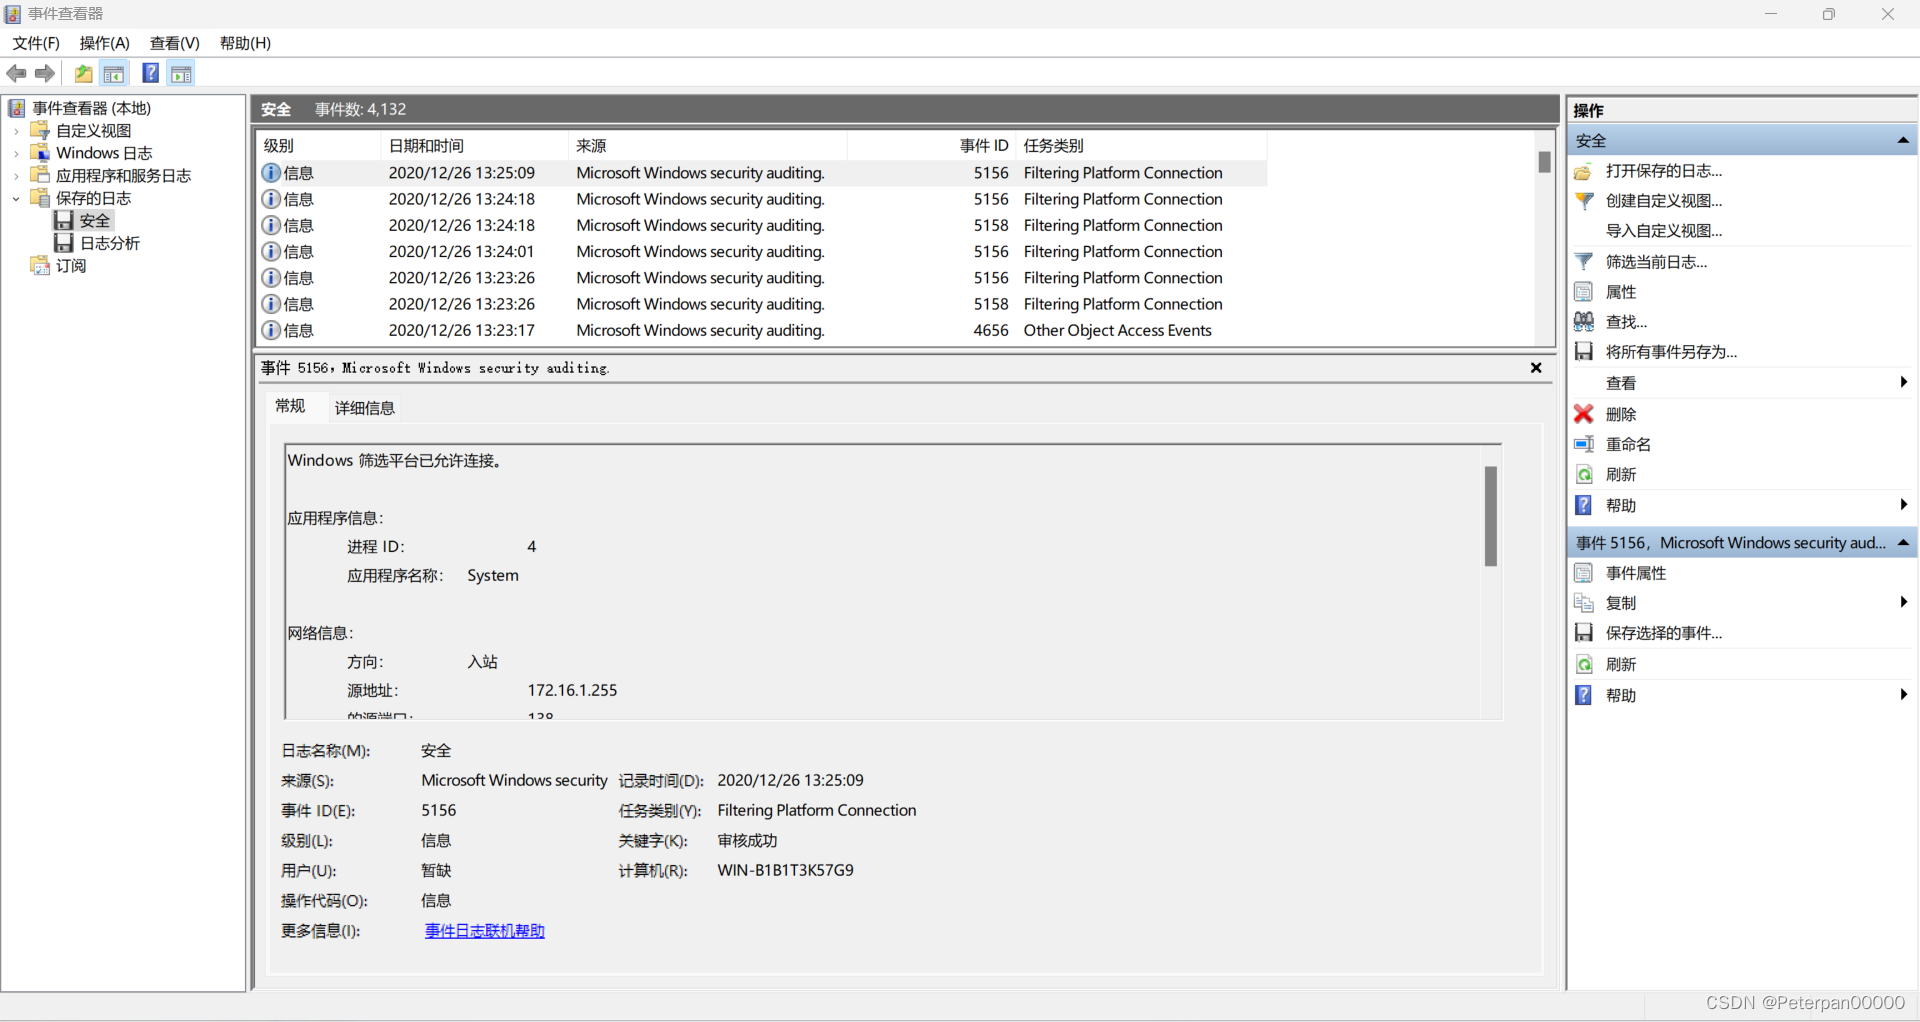 事件查看器
文件(F) 操作(A) 查看(V) 帮助(H)
事件查看器 (本地)
自定义视图
Windows 日志
应用程序和服务日志
保存的日志
安全
日志分析
订阅
安全 事件数: 4,132
级别 日期和时间 来源 事件 ID 任务类别
信息 2020/12/26 13:25:09 Microsoft Windows security auditing. 5156 Filtering Platform Connection
信息 2020/12/26 13:24:18 Microsoft Windows security auditing. 5156 Filtering Platform Connection
信息 2020/12/26 13:24:18 Microsoft Windows security auditing. 5158 Filtering Platform Connection
信息 2020/12/26 13:24:01 Microsoft Windows security auditing. 5156 Filtering Platform Connection
信息 2020/12/26 13:23:26 Microsoft Windows security auditing. 5156 Filtering Platform Connection
信息 2020/12/26 13:23:26 Microsoft Windows security auditing. 5158 Filtering Platform Connection
信息 2020/12/26 13:23:17 Microsoft Windows security auditing. 4656 Other Object Access Events
事件 5156，Microsoft Windows security auditing.
常规 详细信息
Windows 筛选平台已允许连接。
应用程序信息:
进程 ID: 4
应用程序名称: System
网络信息:
方向: 入站
源地址: 172.16.1.255
的源端口: 138
日志名称(M): 安全
来源(S): Microsoft Windows security 记录时间(D): 2020/12/26 13:25:09
事件 ID(E): 5156 任务类别(Y): Filtering Platform Connection
级别(L): 信息 关键字(K): 审核成功
用户(U): 暂缺 计算机(R): WIN-B1B1T3K57G9
操作代码(O): 信息
更多信息(I): 事件日志联机帮助
操作
安全
打开保存的日志...
创建自定义视图...
导入自定义视图...
筛选当前日志...
属性
查找...
将所有事件另存为...
查看
删除
重命名
刷新
帮助
事件 5156，Microsoft Windows security aud...
事件属性
复制
保存选择的事件...
刷新
帮助
CSDN @Peterpan00000